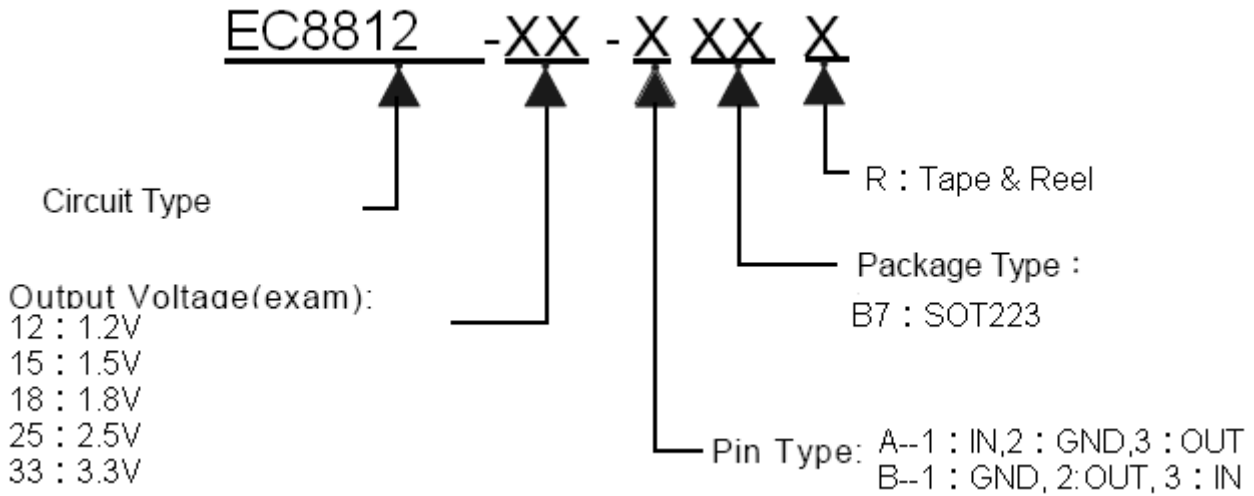 EC8812 -XX - X XX X
R : Tape & Reel
Circuit Type
Package Type :
B7 : SOT223
Output Voltage(exam):
12 : 1.2V
15 : 1.5V
18 : 1.8V
25 : 2.5V
33 : 3.3V
Pin Type: A--1 : IN,2 : GND,3 : OUT
B--1 : GND, 2:OUT, 3 : IN